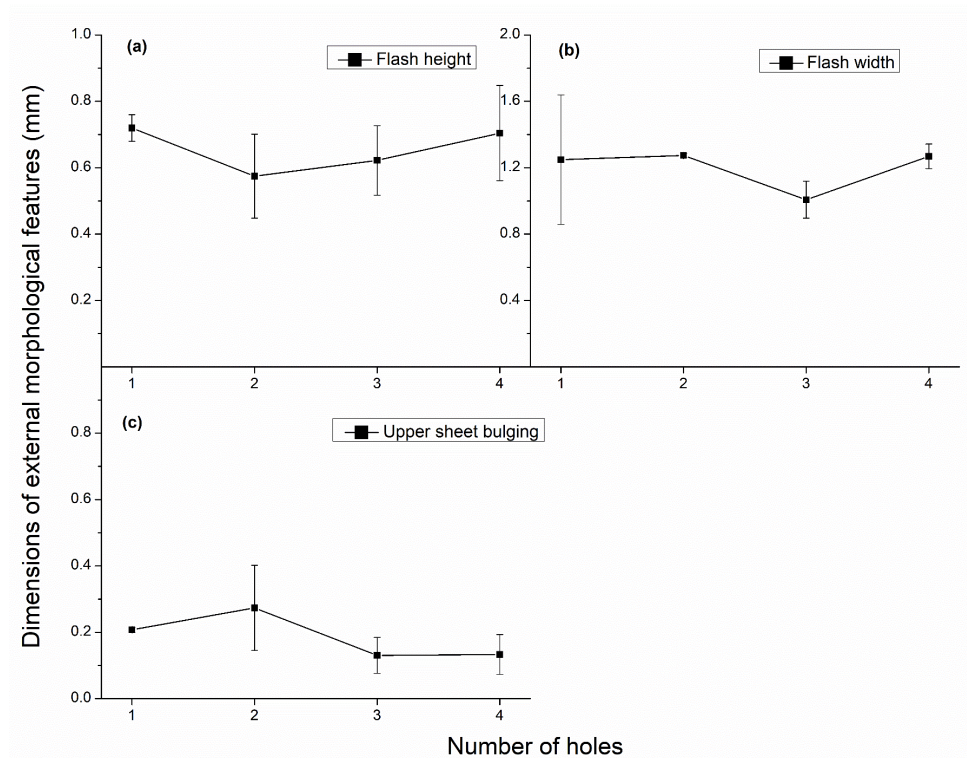 Dimensions of external morphological features (mm)
(a)
Flash height
1.0
0.8
0.6
0.4
0.2
1 2 3 4
(b)
Flash width
2.0
1.6
1.2
0.8
0.4
1 2 3 4
(c)
Upper sheet bulging
0.8
0.6
0.4
0.2
0.0
1 2 3 4
Number of holes